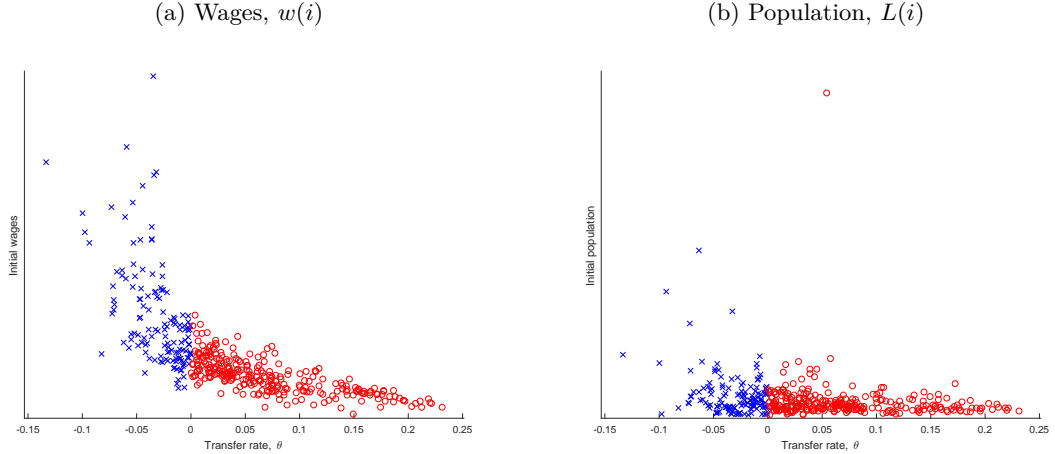 (a) Wages, w(i)
(b) Population, L(i)
Initial wages
-0.15 -0.1 -0.05 0 0.05 0.1 0.15 0.2 0.25
Transfer rate, θ
Initial population
-0.15 -0.1 -0.05 0 0.05 0.1 0.15 0.2 0.25
Transfer rate, θ